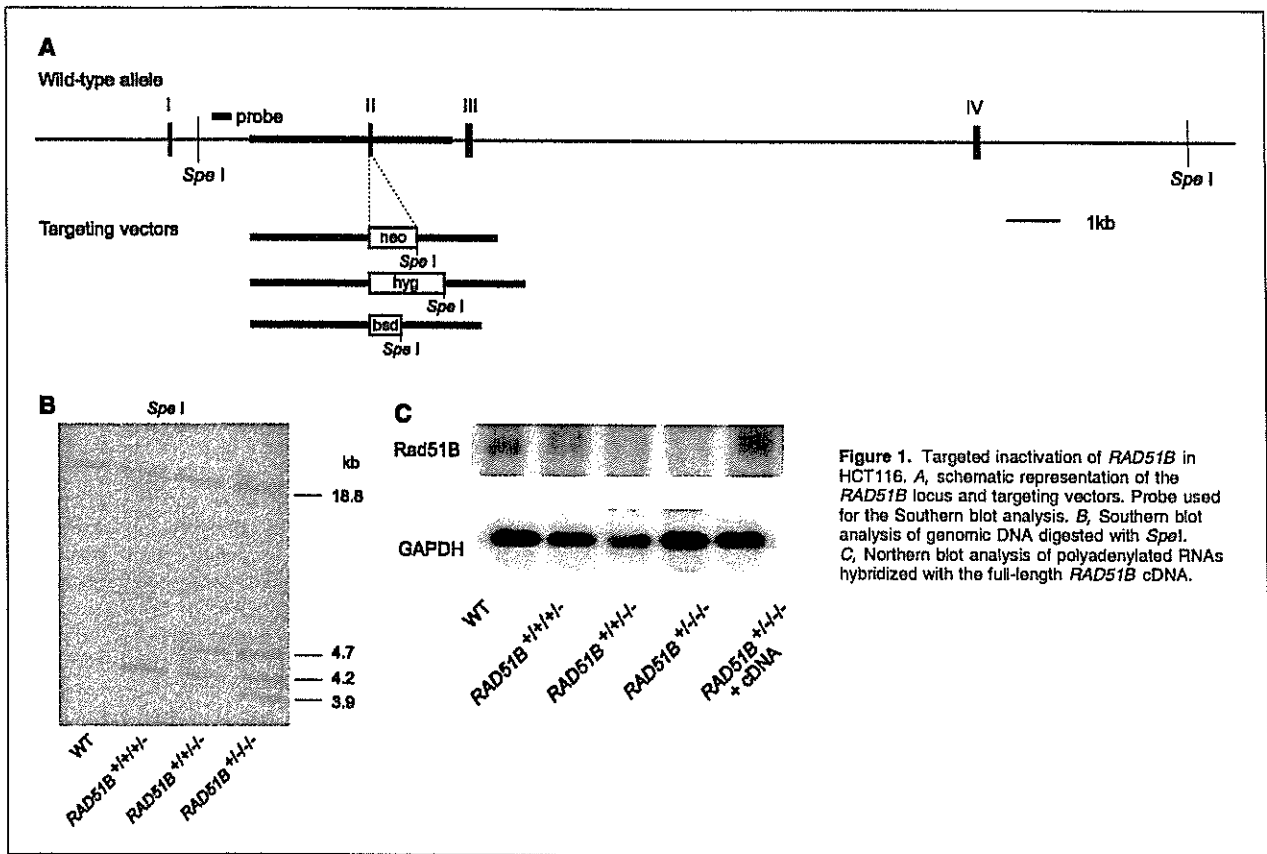 A
Wild-type allele
I
probe
II
III
IV
Spe I
Spe I
Targeting vectors
neo
Spe I
hyg
Spe I
bsd
Spe I
1kb
B
Spe I
kb
18.8
4.7
4.2
3.9
WT
RAD51B +/+/+/-
RAD51B +/+/-/-
RAD51B +/-/-/-
C
Rad51B
GAPDH
WT
RAD51B +/+/+/-
RAD51B +/+/-/-
RAD51B +/-/-/-
RAD51B +/-/-/-
+ cDNA
Figure 1. Targeted inactivation of RAD51B in
HCT116. A, schematic representation of the
RAD51B locus and targeting vectors. Probe used
for the Southern blot analysis. B, Southern blot
analysis of genomic DNA digested with SpeI.
C, Northern blot analysis of polyadenylated RNAs
hybridized with the full-length RAD51B cDNA.